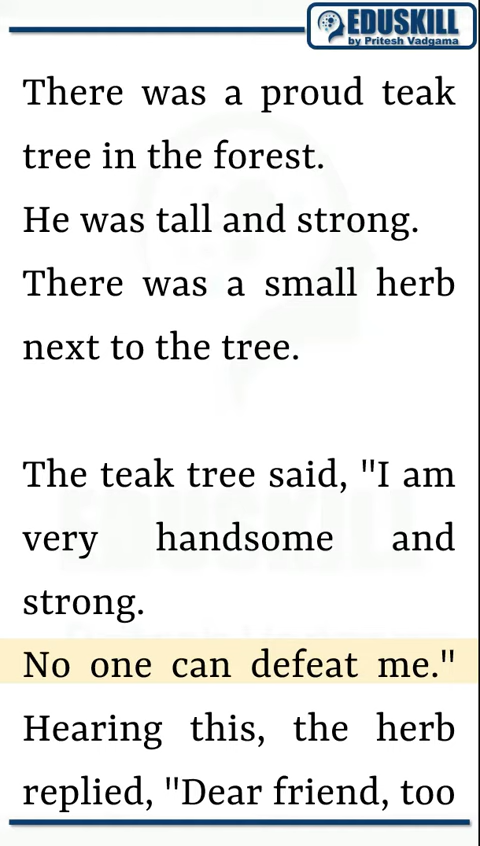 EDUSKILL
by Pritesh Vadgama
There was a proud teak
tree in the forest.
He was tall and strong.
There was a small herb
next to the tree.
The teak tree said, "I am
very handsome and
strong.
No one can defeat me."
Hearing this, the herb
replied, "Dear friend, too